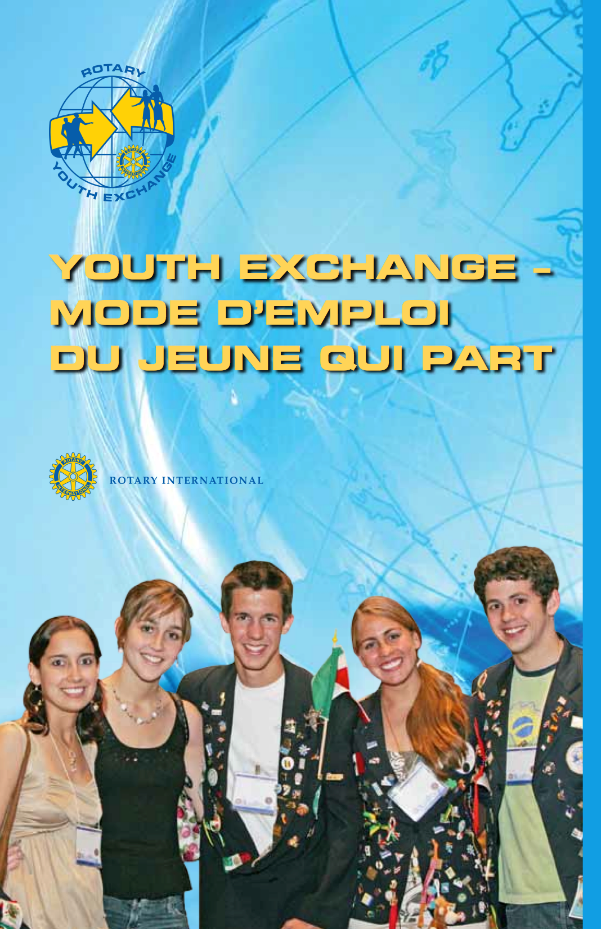 ROTARY
YOUTH EXCHANGE
YOUTH EXCHANGE –
MODE D’EMPLOI
DU JEUNE QUI PART
ROTARY INTERNATIONAL